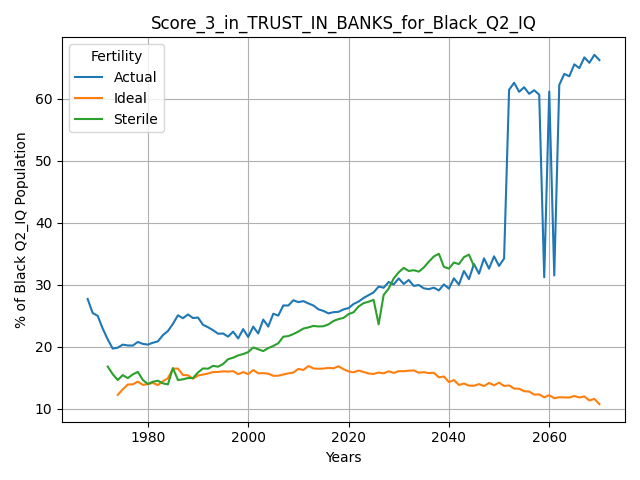 Score_3_in_TRUST_IN_BANKS_for_Black_Q2_IQ
Fertility
Actual
Ideal
Sterile
% of Black Q2_IQ Population
60
50
40
30
20
10
1980
2000
2020
2040
2060
Years